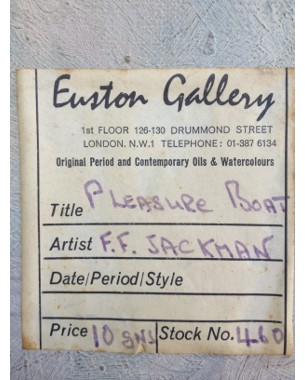 Euston Gallery
1st FLOOR 126-130 DRUMMOND STREET
LONDON. N.W.1 TELEPHONE: 01-387 6134
Original Period and Contemporary Oils & Watercolours
Title PLEASURE BOAT
Artist F.F. JACKMAN
Date/Period/Style
Price 10 gns Stock No. 460